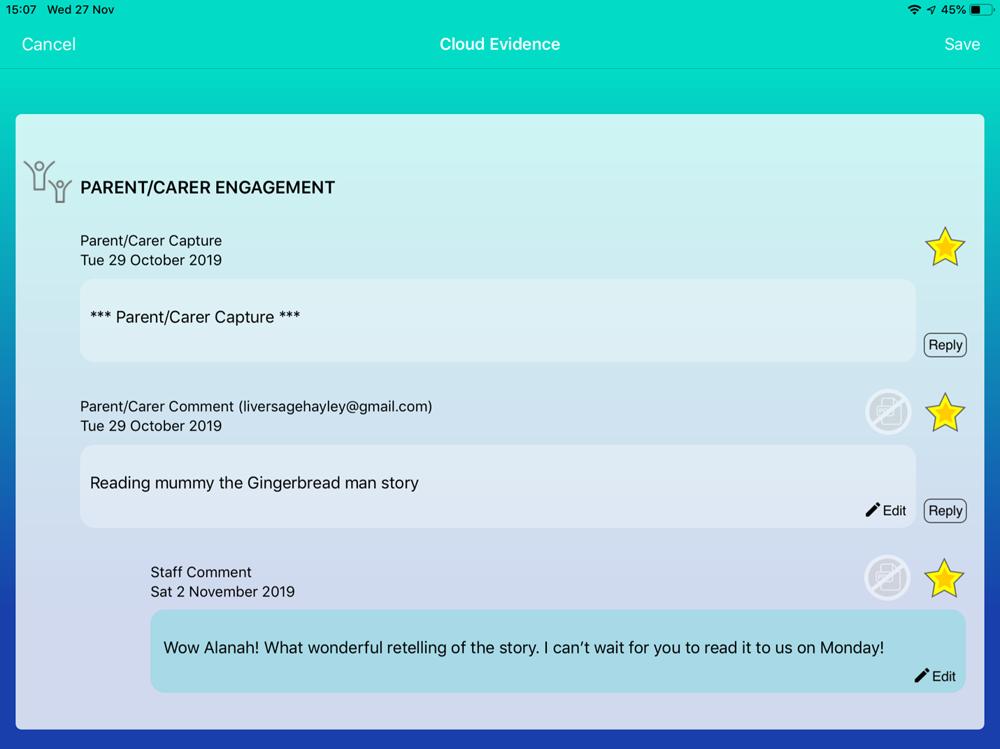 15:07 Wed 27 Nov 45%
Cancel Cloud Evidence Save
PARENT/CARER ENGAGEMENT
Parent/Carer Capture
Tue 29 October 2019
*** Parent/Carer Capture ***
Reply
Parent/Carer Comment (liversagehayley@gmail.com)
Tue 29 October 2019
Reading mummy the Gingerbread man story
Edit Reply
Staff Comment
Sat 2 November 2019
Wow Alanah! What wonderful retelling of the story. I can’t wait for you to read it to us on Monday!
Edit